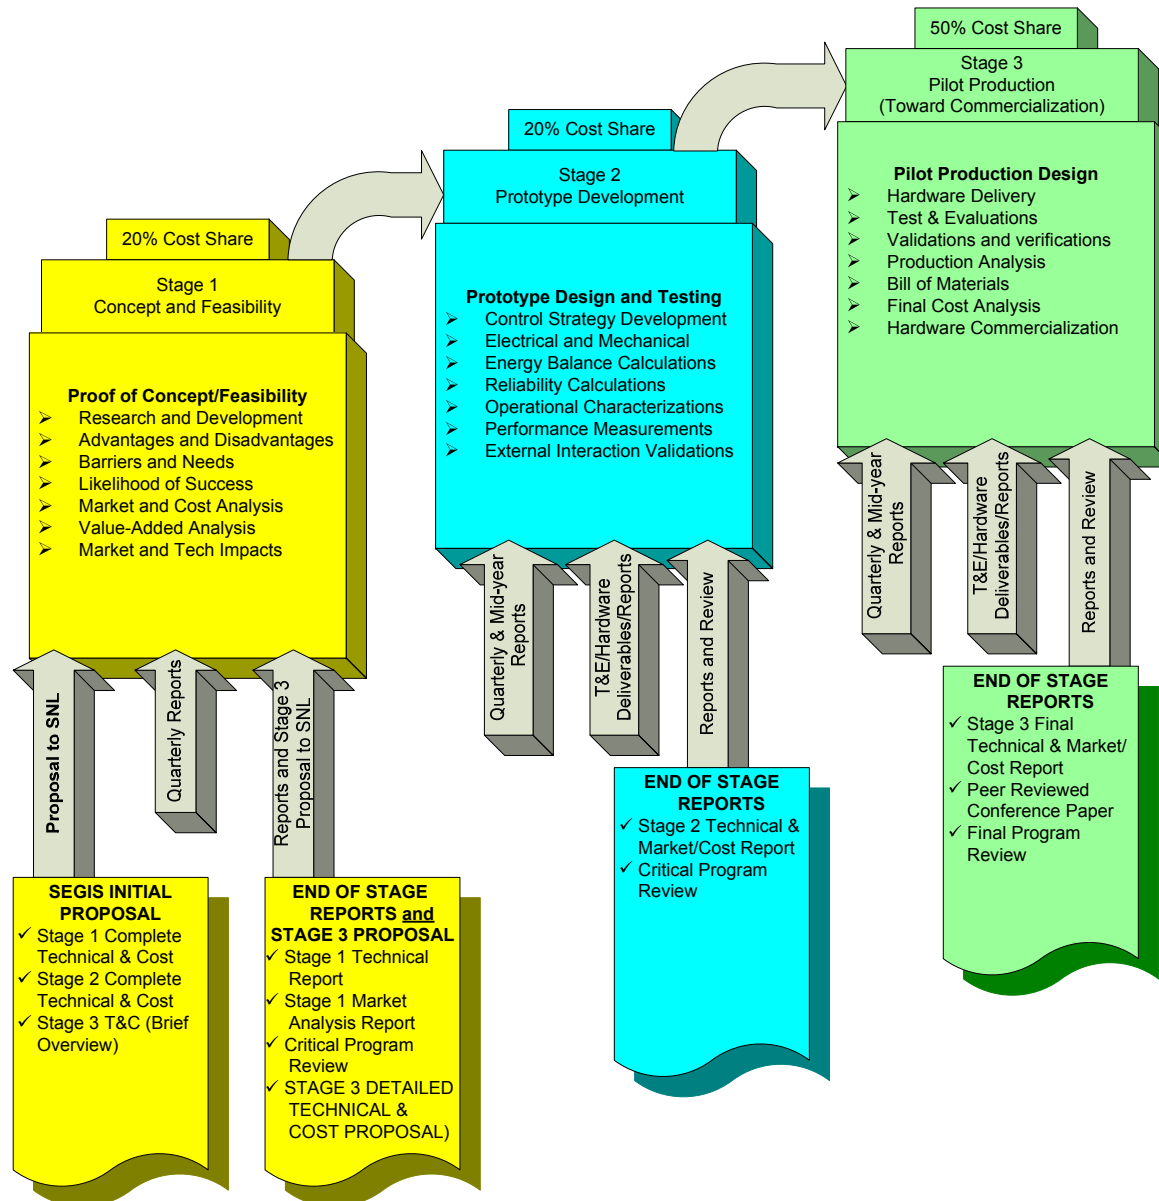 20% Cost Share
Stage 1
Concept and Feasibility
Proof of Concept/Feasibility
➢ Research and Development
➢ Advantages and Disadvantages
➢ Barriers and Needs
➢ Likelihood of Success
➢ Market and Cost Analysis
➢ Value-Added Analysis
➢ Market and Tech Impacts
Proposal to SNL
Quarterly Reports
Reports and Stage 3
Proposal to SNL
SEGIS INITIAL
PROPOSAL
✓ Stage 1 Complete
Technical & Cost
✓ Stage 2 Complete
Technical & Cost
✓ Stage 3 T&C (Brief
Overview)
END OF STAGE
REPORTS and
STAGE 3 PROPOSAL
✓ Stage 1 Technical
Report
✓ Stage 1 Market
Analysis Report
✓ Critical Program
Review
✓ STAGE 3 DETAILED
TECHNICAL &
COST PROPOSAL)
20% Cost Share
Stage 2
Prototype Development
Prototype Design and Testing
➢ Control Strategy Development
➢ Electrical and Mechanical
➢ Energy Balance Calculations
➢ Reliability Calculations
➢ Operational Characterizations
➢ Performance Measurements
➢ External Interaction Validations
Quarterly & Mid-year
Reports
T&E/Hardware
Deliverables/Reports
Reports and Review
END OF STAGE
REPORTS
✓ Stage 2 Technical &
Market/Cost Report
✓ Critical Program
Review
50% Cost Share
Stage 3
Pilot Production
(Toward Commercialization)
Pilot Production Design
➢ Hardware Delivery
➢ Test & Evaluations
➢ Validations and verifications
➢ Production Analysis
➢ Bill of Materials
➢ Final Cost Analysis
➢ Hardware Commercialization
Quarterly & Mid-year
Reports
T&E/Hardware
Deliverables/Reports
Reports and Review
END OF STAGE
REPORTS
✓ Stage 3 Final
Technical & Market/
Cost Report
✓ Peer Reviewed
Conference Paper
✓ Final Program
Review